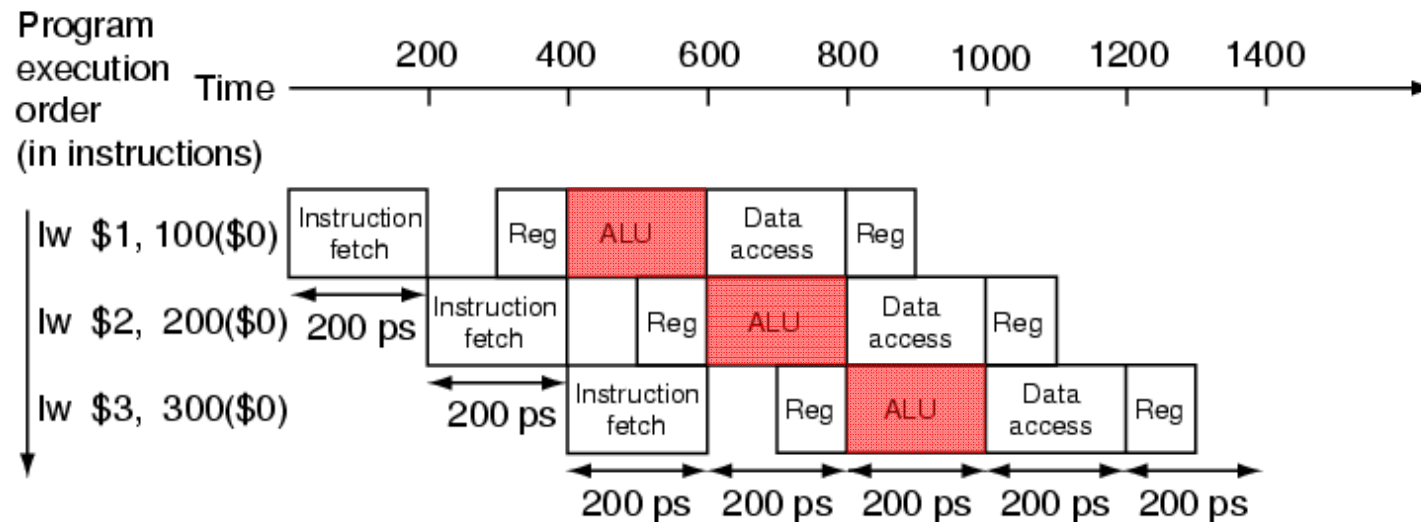 Program
execution
order
(in instructions)
Time
200 400 600 800 1000 1200 1400
lw $1, 100($0)
Instruction
fetch
Reg
ALU
Data
access
Reg
200 ps
lw $2, 200($0)
Instruction
fetch
Reg
ALU
Data
access
Reg
200 ps
lw $3, 300($0)
Instruction
fetch
Reg
ALU
Data
access
Reg
200 ps 200 ps 200 ps 200 ps 200 ps